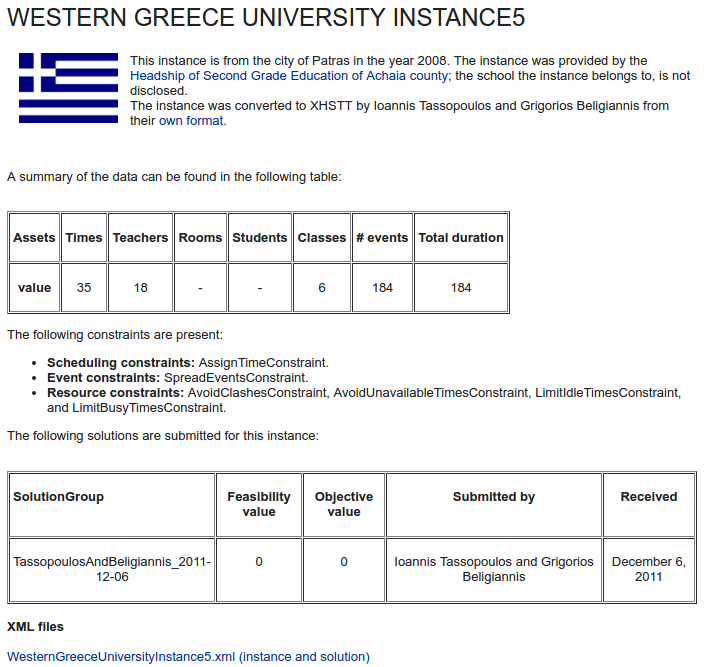 WESTERN GREECE UNIVERSITY INSTANCE5
This instance is from the city of Patras in the year 2008. The instance was provided by the
Headship of Second Grade Education of Achaia county; the school the instance belongs to, is not
disclosed.
The instance was converted to XHSTT by Ioannis Tassopoulos and Grigorios Beligiannis from
their own format.
A summary of the data can be found in the following table:
Assets Times Teachers Rooms Students Classes # events Total duration
value 35 18 - - 6 184 184
The following constraints are present:
• Scheduling constraints: AssignTimeConstraint.
• Event constraints: SpreadEventsConstraint.
• Resource constraints: AvoidClashesConstraint, AvoidUnavailableTimesConstraint, LimitIdleTimesConstraint,
and LimitBusyTimesConstraint.
The following solutions are submitted for this instance:
SolutionGroup Feasibility value Objective value Submitted by Received
TassopoulosAndBeligiannis_2011-12-06 0 0 Ioannis Tassopoulos and Grigorios Beligiannis December 6, 2011
XML files
WesternGreeceUniversityInstance5.xml (instance and solution)